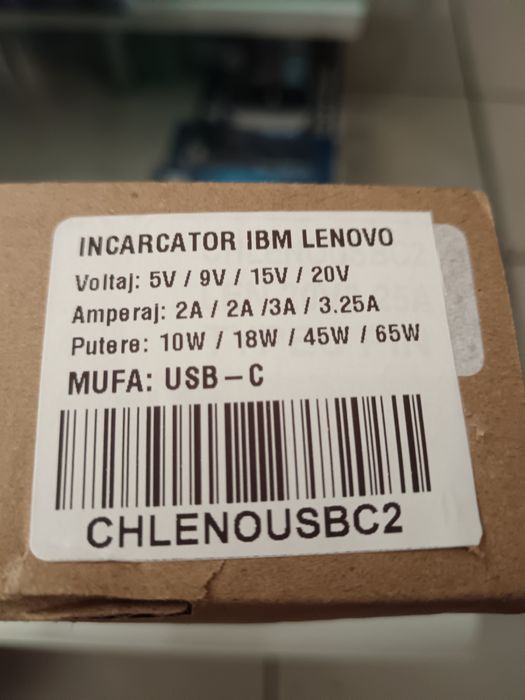 INCARCATOR IBM LENOVO
Voltaj: 5V / 9V / 15V / 20V
Amperaj: 2A / 2A /3A / 3.25A
Putere: 10W / 18W / 45W / 65W
MUFA: USB-C
CHLENOUSBC2